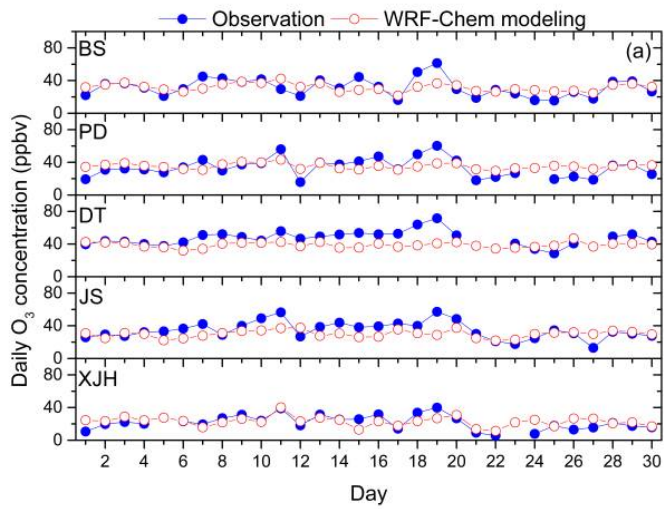 Observation WRF-Chem modeling
(a)
BS
80
40
0
PD
80
40
0
DT
80
40
0
JS
80
40
0
XJH
80
40
0
Daily O₃ concentration (ppbv)
2 4 6 8 10 12 14 16 18 20 22 24 26 28 30
Day